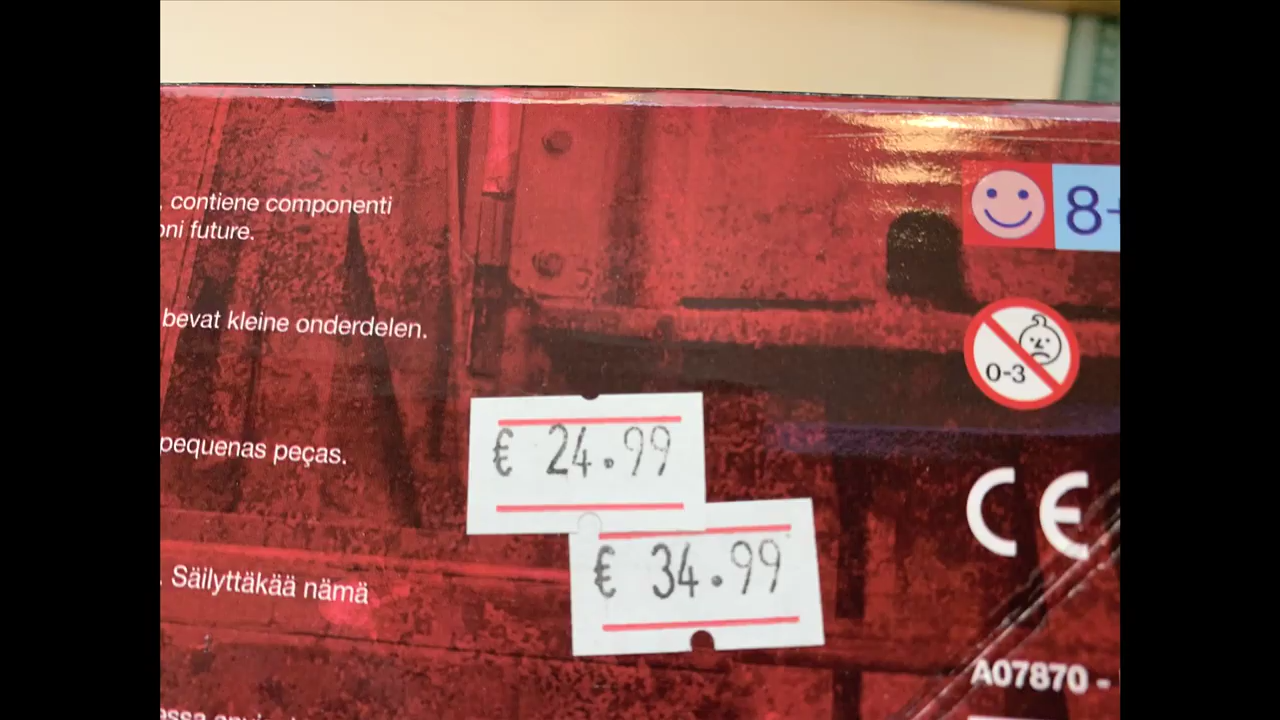 . contiene componenti
oni future.
8+
bevat kleine onderdelen.
0-3
€ 24.99
pequenas peças.
CE
€ 34.99
. Säilyttäkää nämä
A07870 -